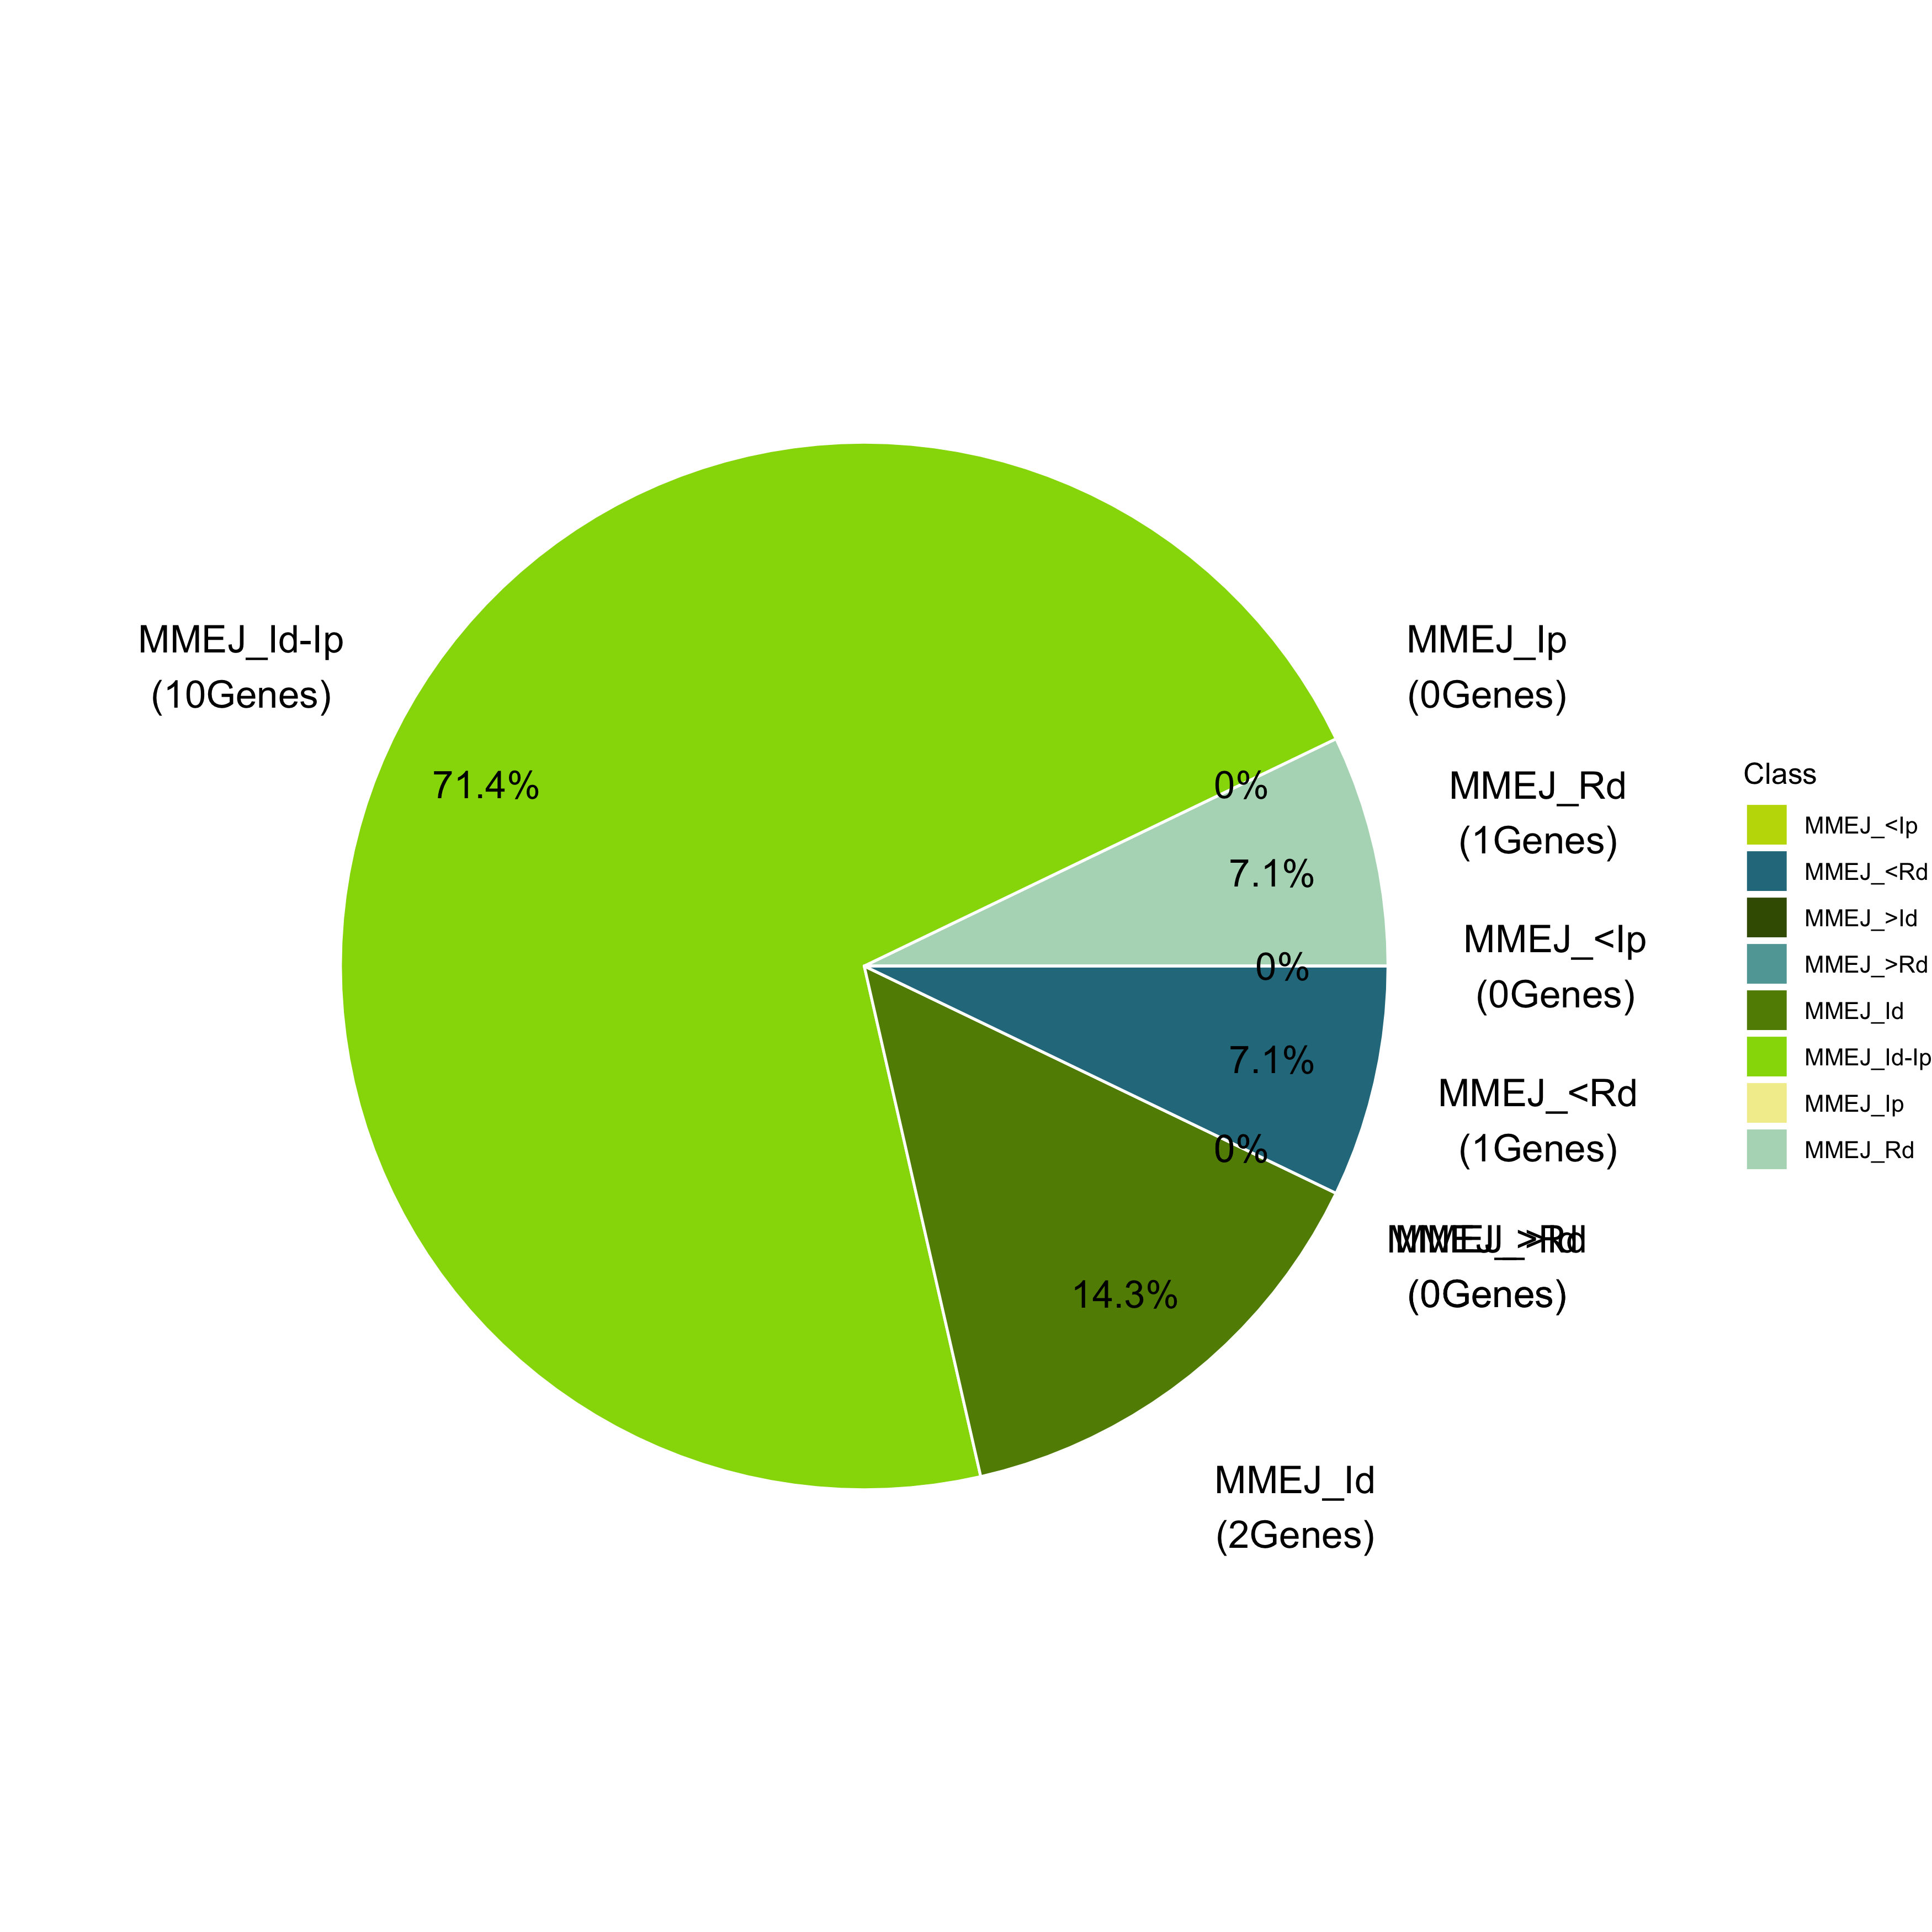 MMEJ_Id-Ip
(10Genes)
71.4%
MMEJ_Ip
(0Genes)
0%
MMEJ_Rd
(1Genes)
7.1%
MMEJ_<Ip
(0Genes)
0%
MMEJ_<Rd
(1Genes)
7.1%
0%
(0Genes)
14.3%
MMEJ_Id
(2Genes)
Class
MMEJ_<Ip
MMEJ_<Rd
MMEJ_>Id
MMEJ_>Rd
MMEJ_Id
MMEJ_Id-Ip
MMEJ_Ip
MMEJ_Rd